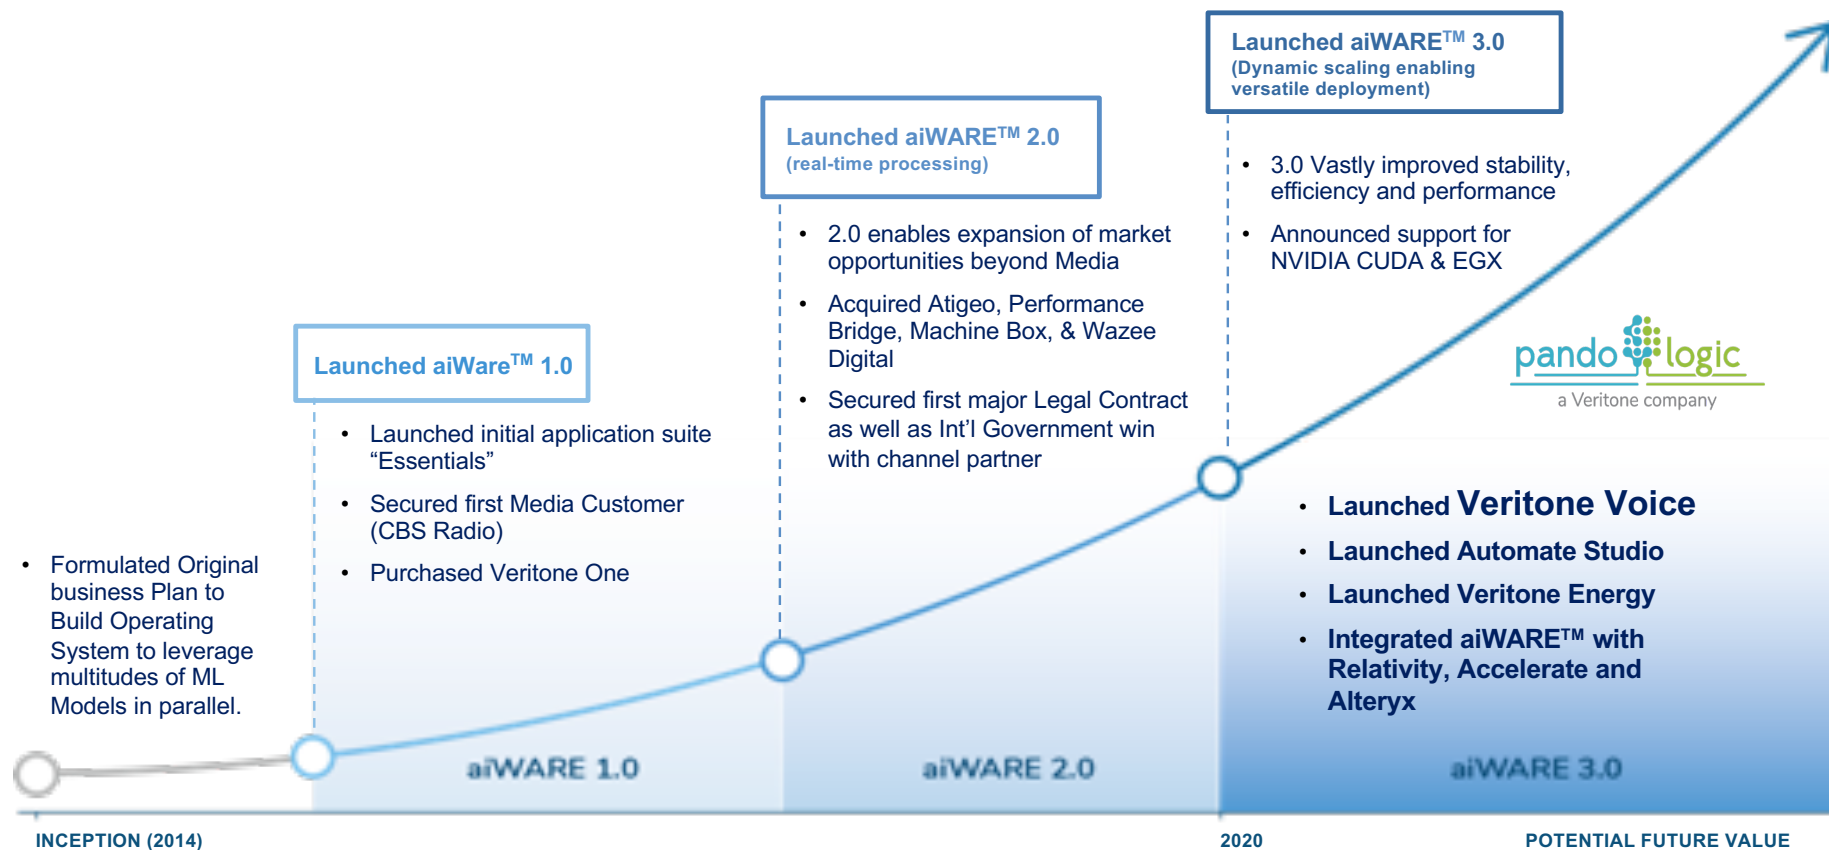 Formulated Original
business Plan to
Build Operating
System to leverage
multitudes of ML
Models in parallel.
Launched aiWare™ 1.0
• Launched initial application suite
“Essentials”
• Secured first Media Customer
(CBS Radio)
• Purchased Veritone One
Launched aiWARE™ 2.0
(real-time processing)
• 2.0 enables expansion of market
opportunities beyond Media
• Acquired Atigeo, Performance
Bridge, Machine Box, & Wazee
Digital
• Secured first major Legal Contract
as well as Int’l Government win
with channel partner
Launched aiWARE™ 3.0
(Dynamic scaling enabling
versatile deployment)
• 3.0 Vastly improved stability,
efficiency and performance
• Announced support for
NVIDIA CUDA & EGX
pandologic
a Veritone company
• Launched Veritone Voice
• Launched Automate Studio
• Launched Veritone Energy
• Integrated aiWARE™ with
Relativity, Accelerate and
Alteryx
aiWARE 1.0
aiWARE 2.0
aiWARE 3.0
INCEPTION (2014)
2020
POTENTIAL FUTURE VALUE